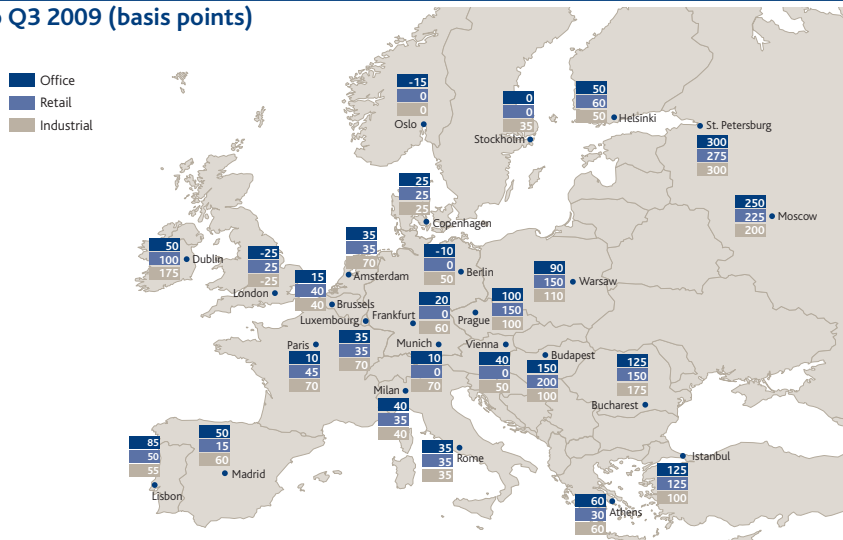 Q3 2009 (basis points)
Office
Retail
Industrial
-15
0
0
Oslo
0
0
35
Stockholm
50
60
50
Helsinki
St. Petersburg
300
275
300
250
225
200
Moscow
25
25
25
Copenhagen
50
100
175
Dublin
-25
25
-25
London
35
35
70
Amsterdam
-10
0
50
Berlin
90
150
110
Warsaw
15
40
40
Brussels
Luxembourg
35
35
70
Frankfurt
20
0
60
100
150
100
Prague
Paris
10
45
70
Munich
10
0
70
Vienna
40
0
50
Budapest
150
200
100
125
150
175
Bucharest
Milan
40
35
40
85
50
55
Lisbon
50
15
60
Madrid
35
35
35
Rome
Istanbul
125
125
100
60
30
60
Athens